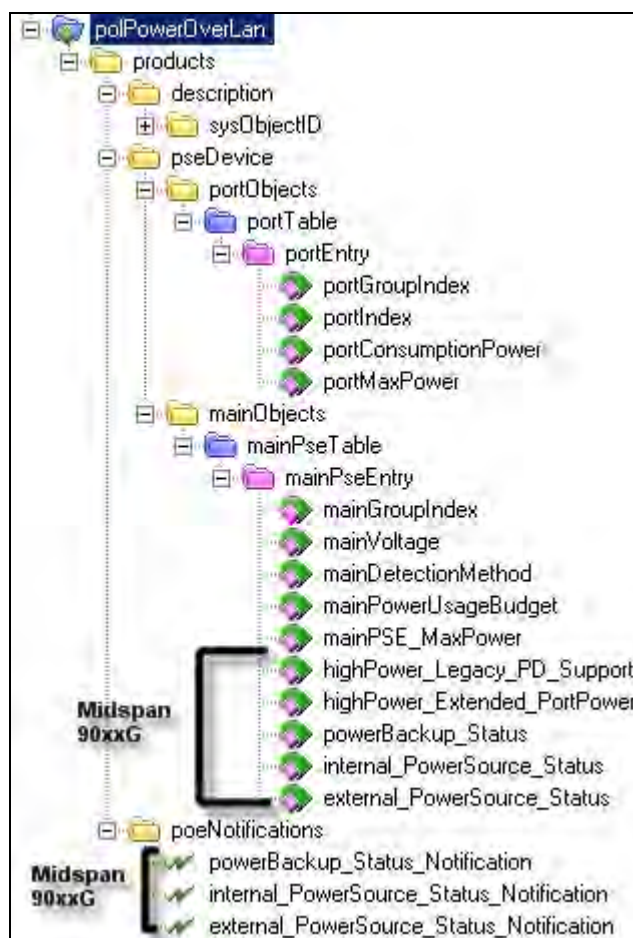 polPowerOverLan
products
description
sysObjectID
pseDevice
portObjects
portTable
portEntry
portGroupIndex
portIndex
portConsumptionPower
portMaxPower
mainObjects
mainPseTable
mainPseEntry
mainGroupIndex
mainVoltage
mainDetectionMethod
mainPowerUsageBudget
mainPSE_MaxPower
highPower_Legacy_PD_Support
highPower_Extended_PortPower
Midspan
90xxG
powerBackup_Status
internal_PowerSource_Status
external_PowerSource_Status
poeNotifications
Midspan
90xxG
powerBackup_Status_Notification
internal_PowerSource_Status_Notification
external_PowerSource_Status_Notification